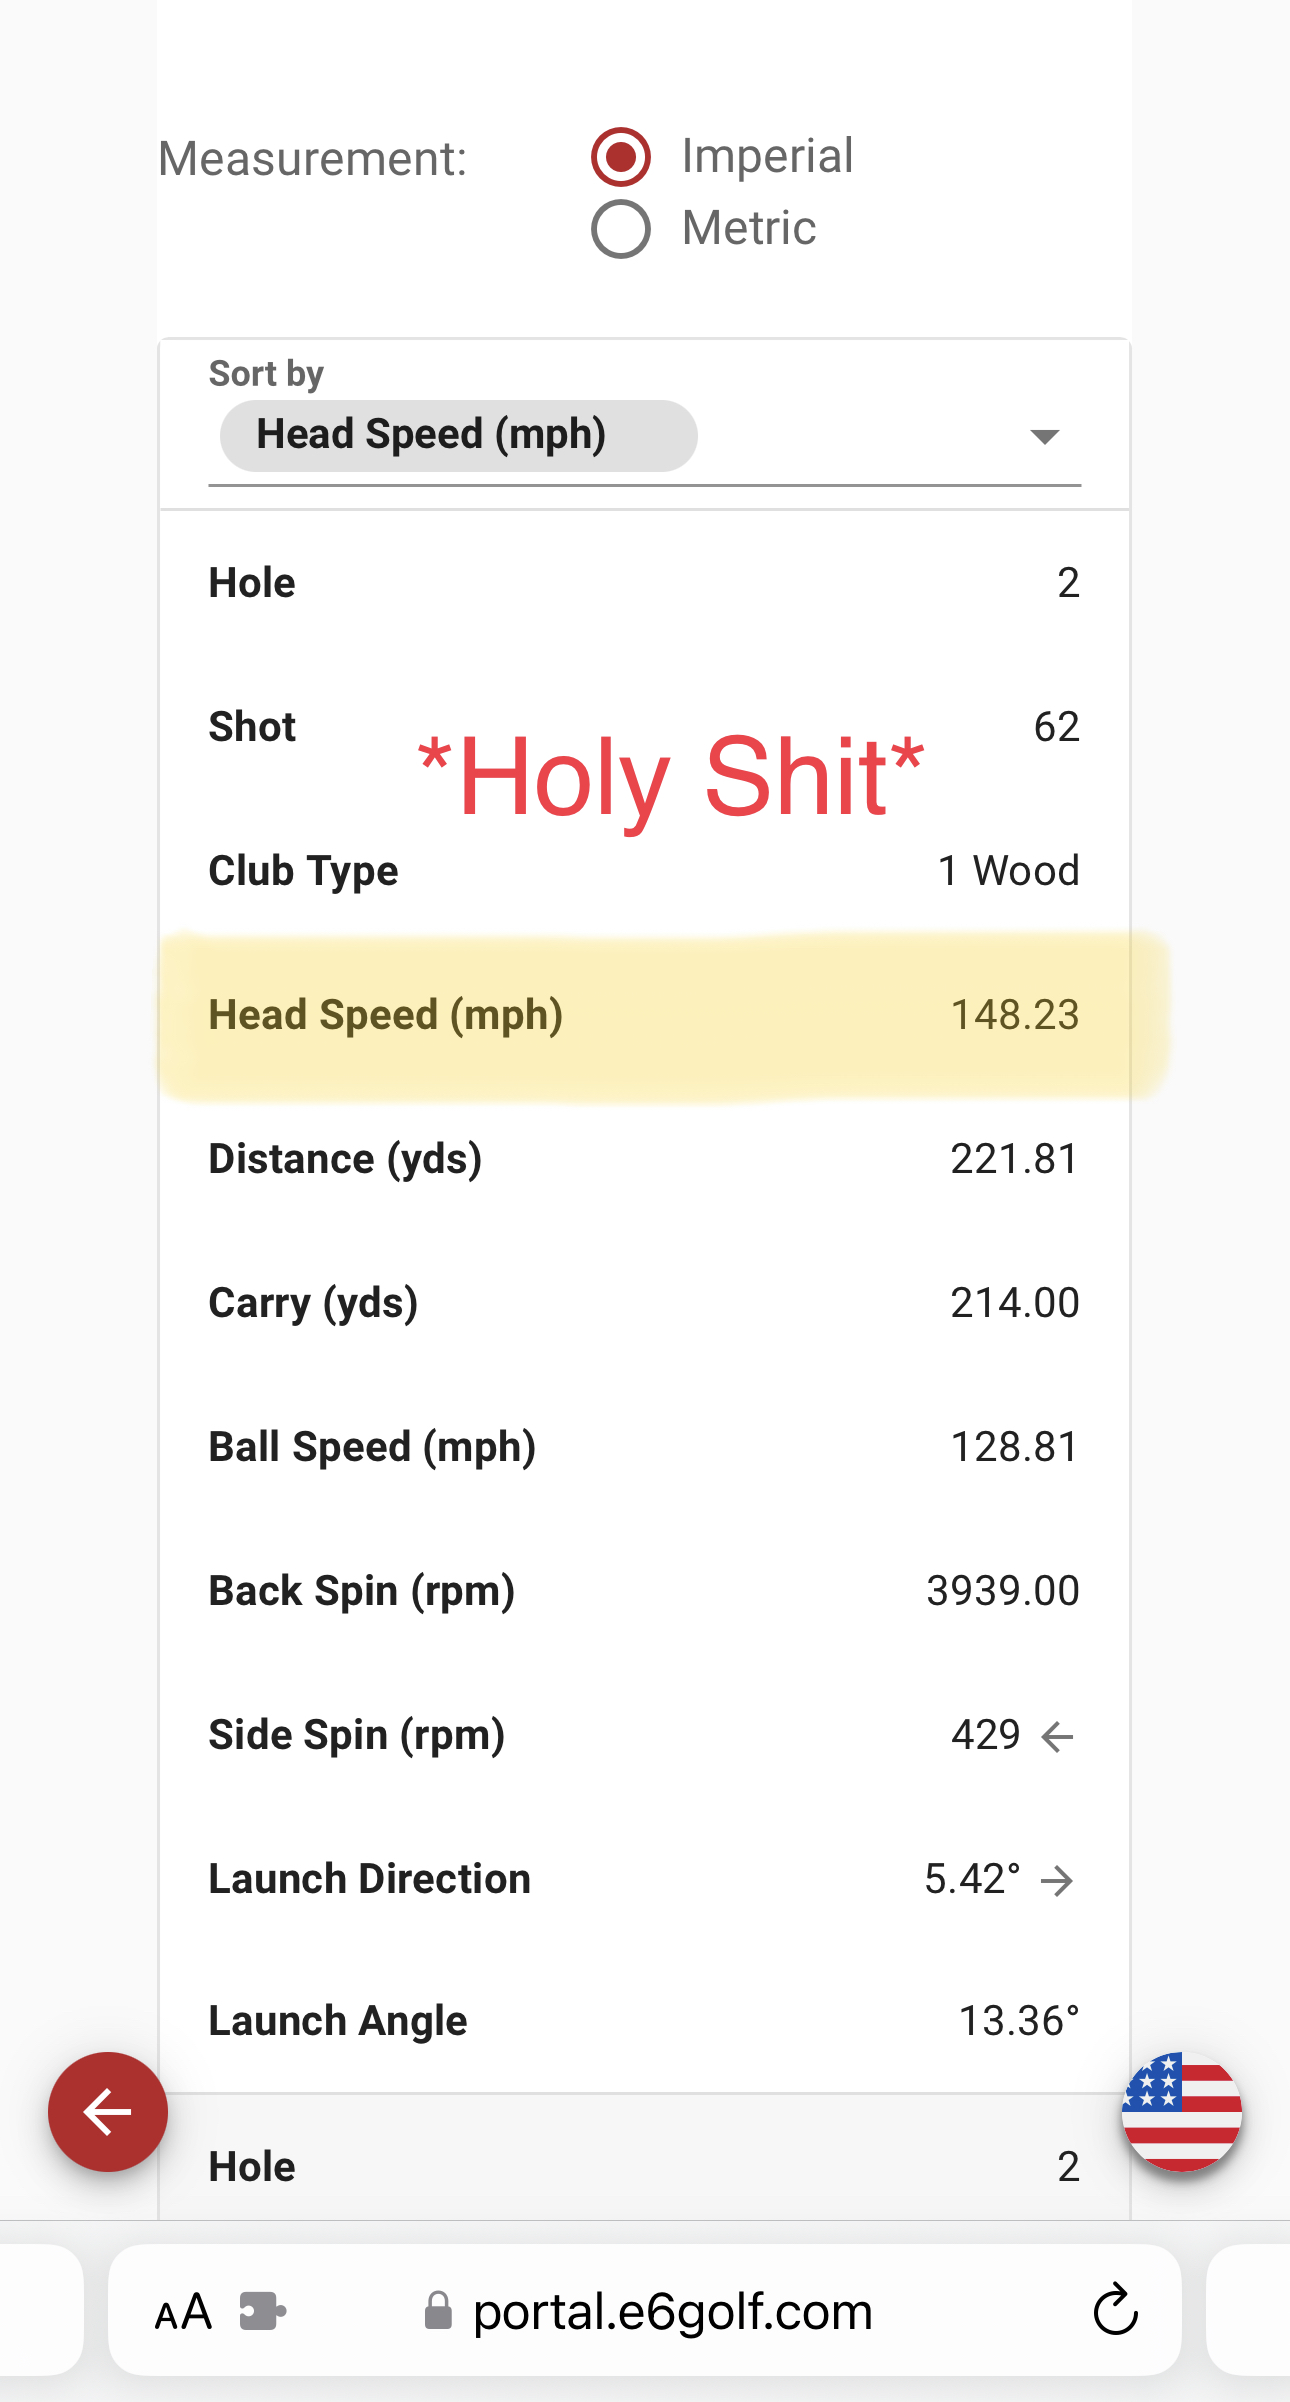 Measurement:
Imperial
Metric
Sort by
Head Speed (mph)
Hole 2
Shot 62
*Holy Shit*
Club Type 1 Wood
Head Speed (mph) 148.23
Distance (yds) 221.81
Carry (yds) 214.00
Ball Speed (mph) 128.81
Back Spin (rpm) 3939.00
Side Spin (rpm) 429 ←
Launch Direction 5.42° →
Launch Angle 13.36°
Hole 2
AA portal.e6golf.com